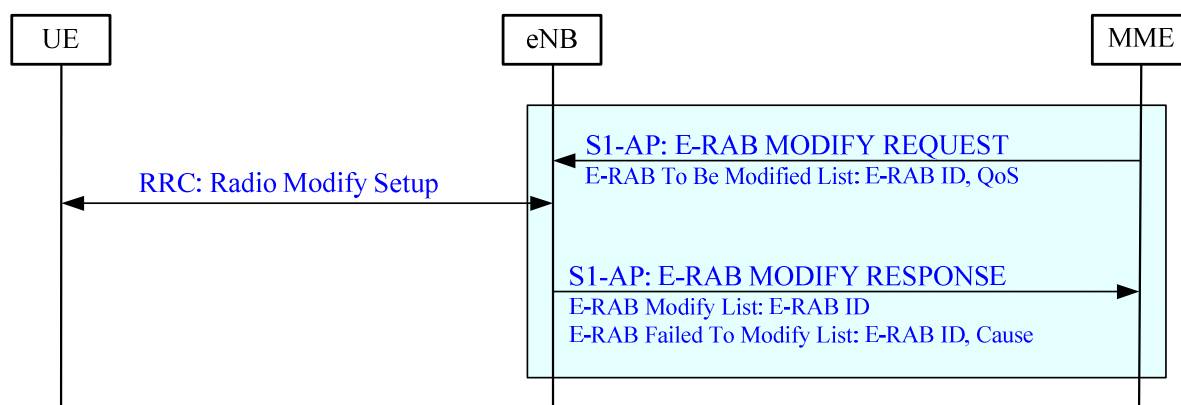 UE
eNB
MME
S1-AP: E-RAB MODIFY REQUEST
E-RAB To Be Modified List: E-RAB ID, QoS
RRC: Radio Modify Setup
S1-AP: E-RAB MODIFY RESPONSE
E-RAB Modify List: E-RAB ID
E-RAB Failed To Modify List: E-RAB ID, Cause